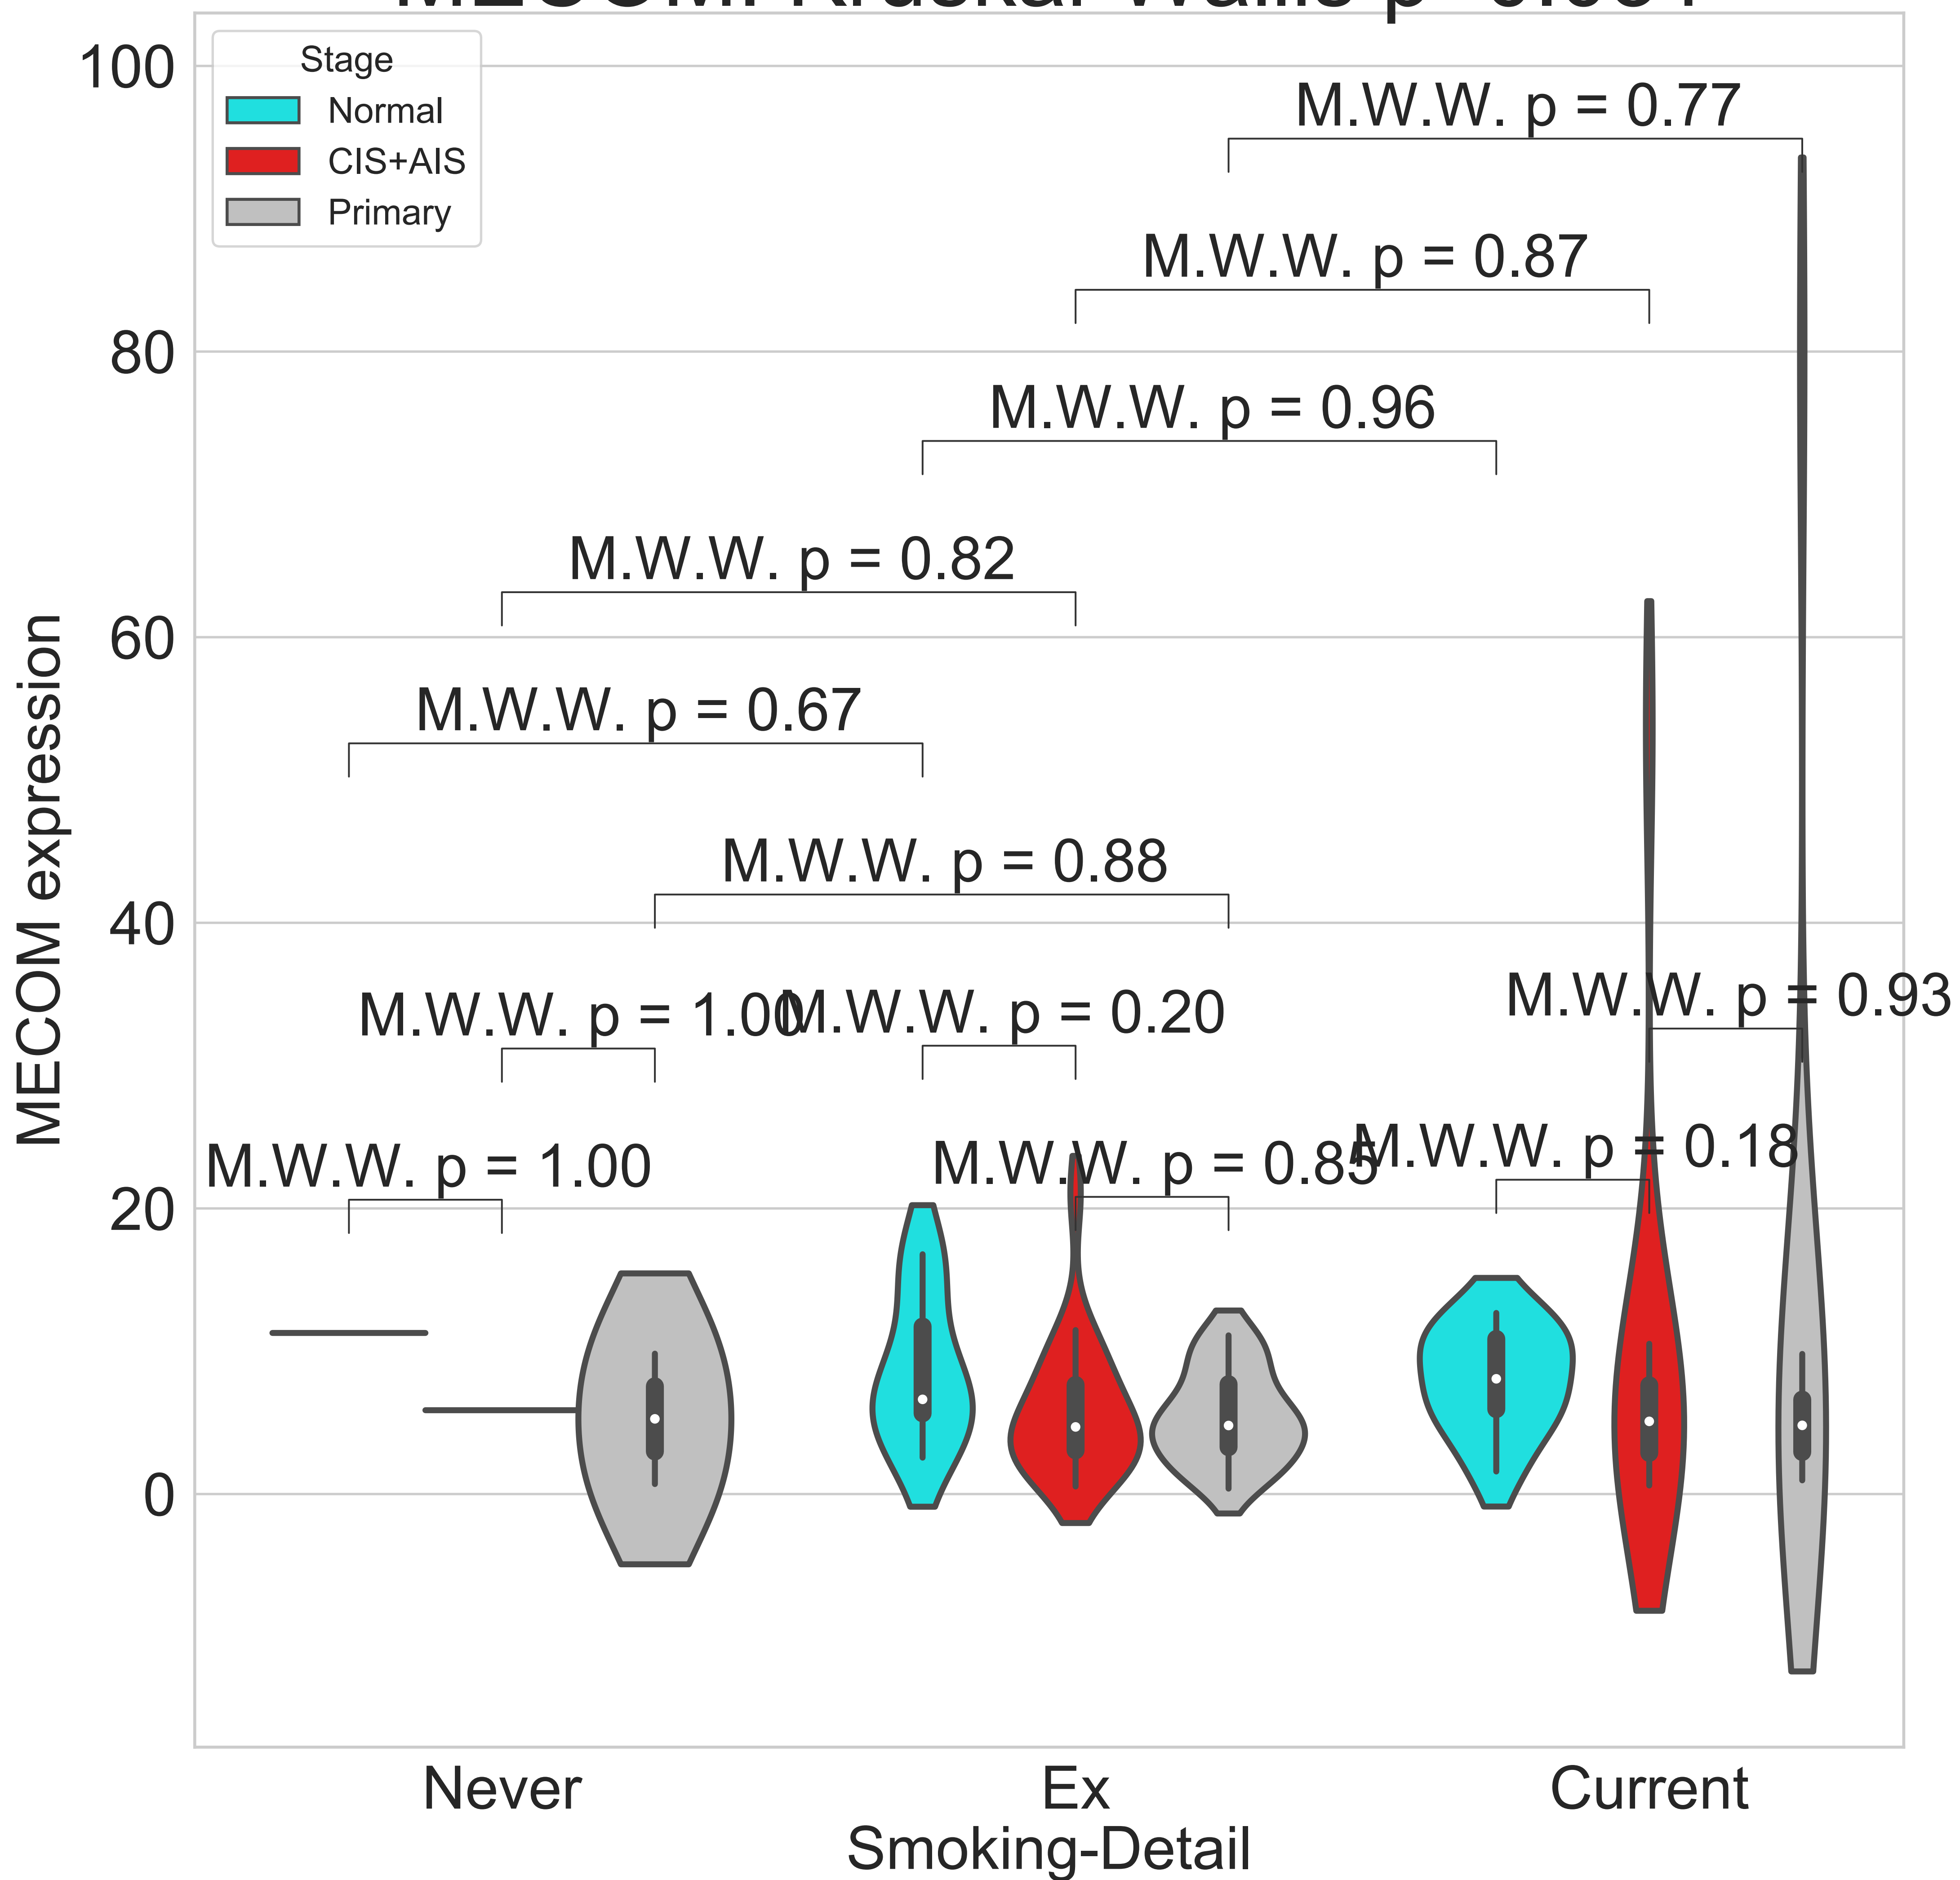 100
Stage
Normal
CIS+AIS
Primary
M.W.W. p = 0.77
M.W.W. p = 0.87
80
M.W.W. p = 0.96
M.W.W. p = 0.82
60
M.W.W. p = 0.67
M.W.W. p = 0.88
40
M.W.W. p = 1.00
M.W.W. p = 0.20
M.W.W. p = 0.93
M.W.W. p = 1.00
M.W.W. p = 0.85
M.W.W. p = 0.18
20
0
MECOM expression
Never
Ex
Current
Smoking-Detail